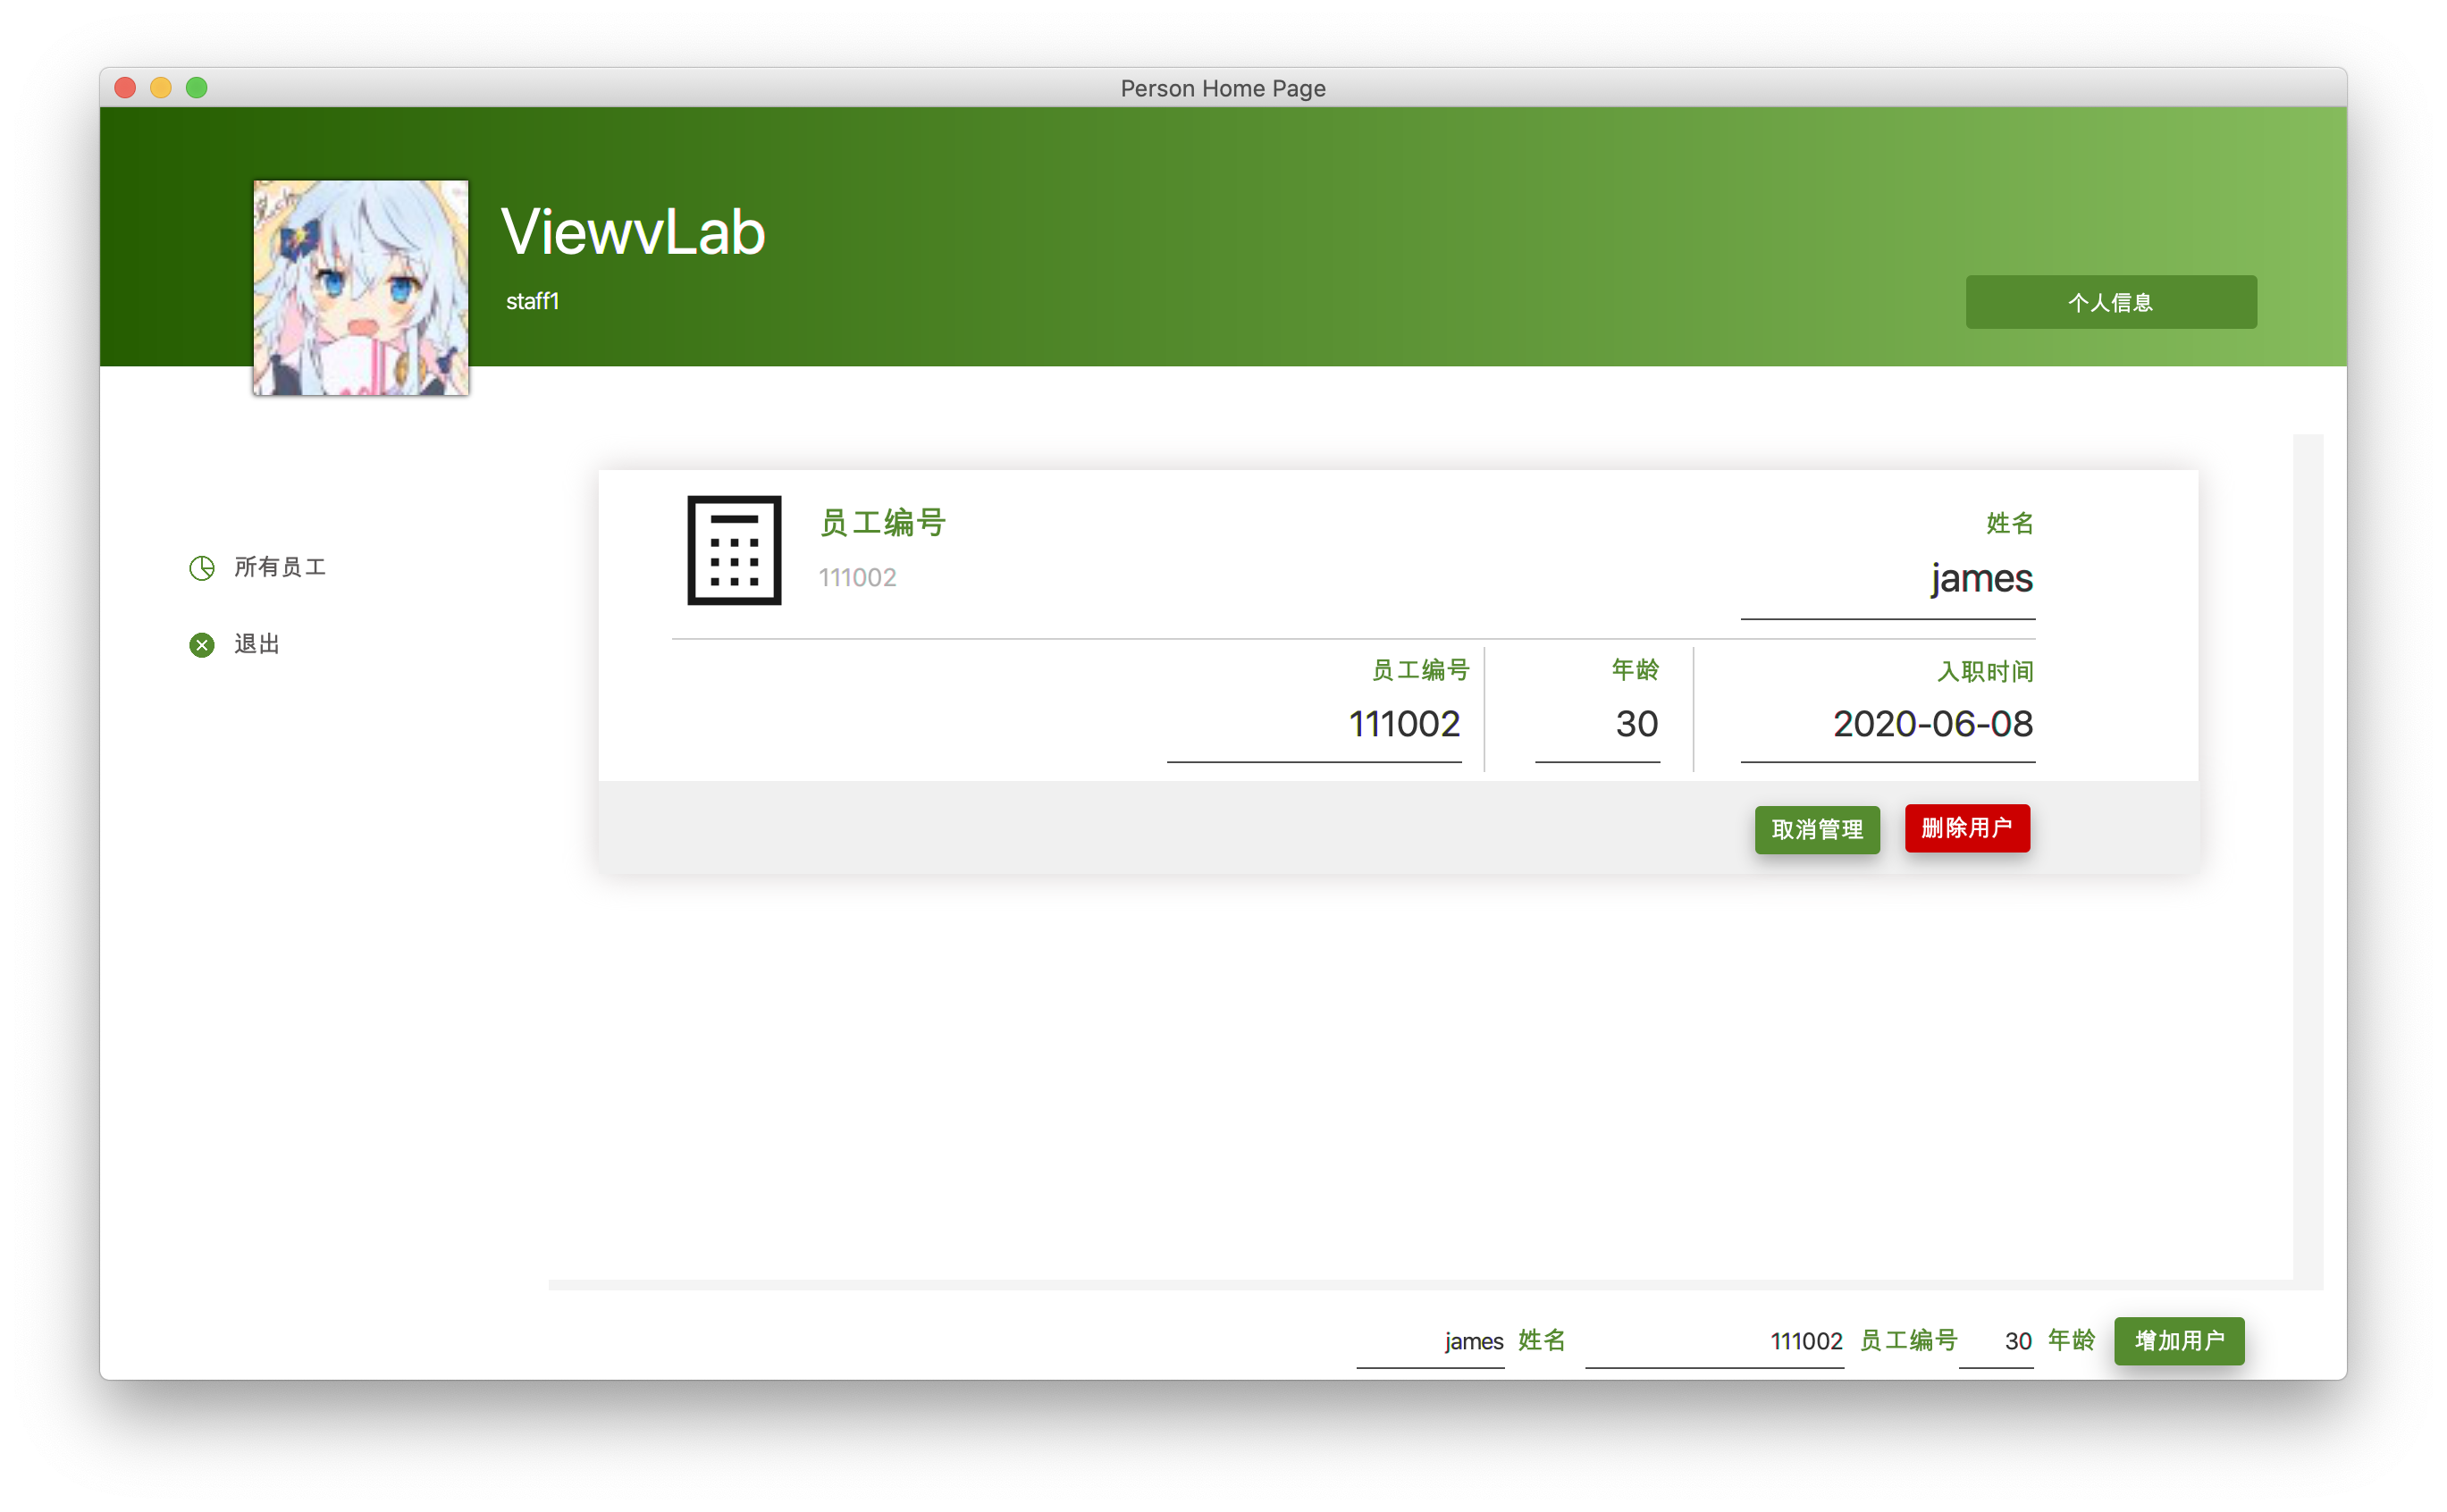 Person Home Page
ViewvLab
staff1
个人信息
所有员工
退出
员工编号
111002
姓名
james
员工编号
111002
年龄
30
入职时间
2020-06-08
取消管理
删除用户
james 姓名 111002 员工编号 30 年龄 增加用户